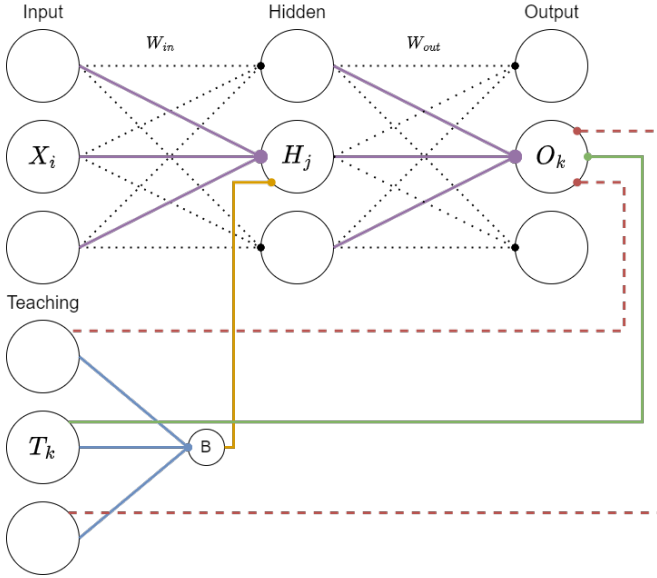 Input
Hidden
Output
W_in
W_out
X_i
H_j
O_k
Teaching
T_k
B